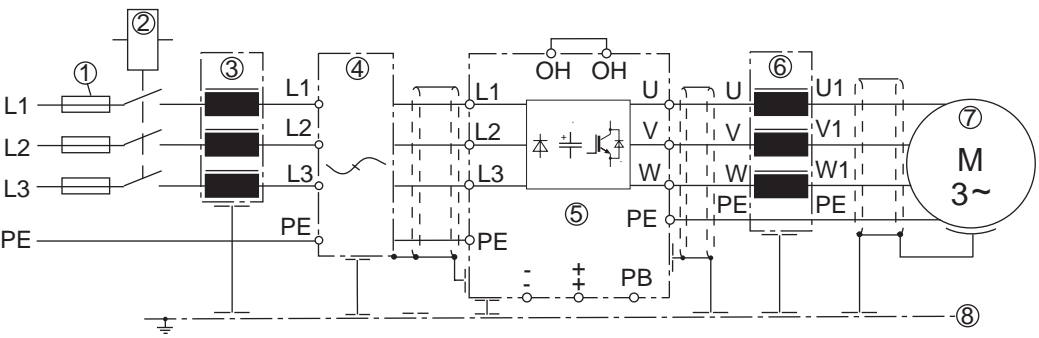 ① ② ③ ④ ⑥
OH OH
L1 L1 L1 U U U1
L2 L2 L2 V V V1
L3 L3 L3 W W W1
⑦
M
3~
⑤
PE PE PE
PE PE PE
+
- + PB
- +
⑧